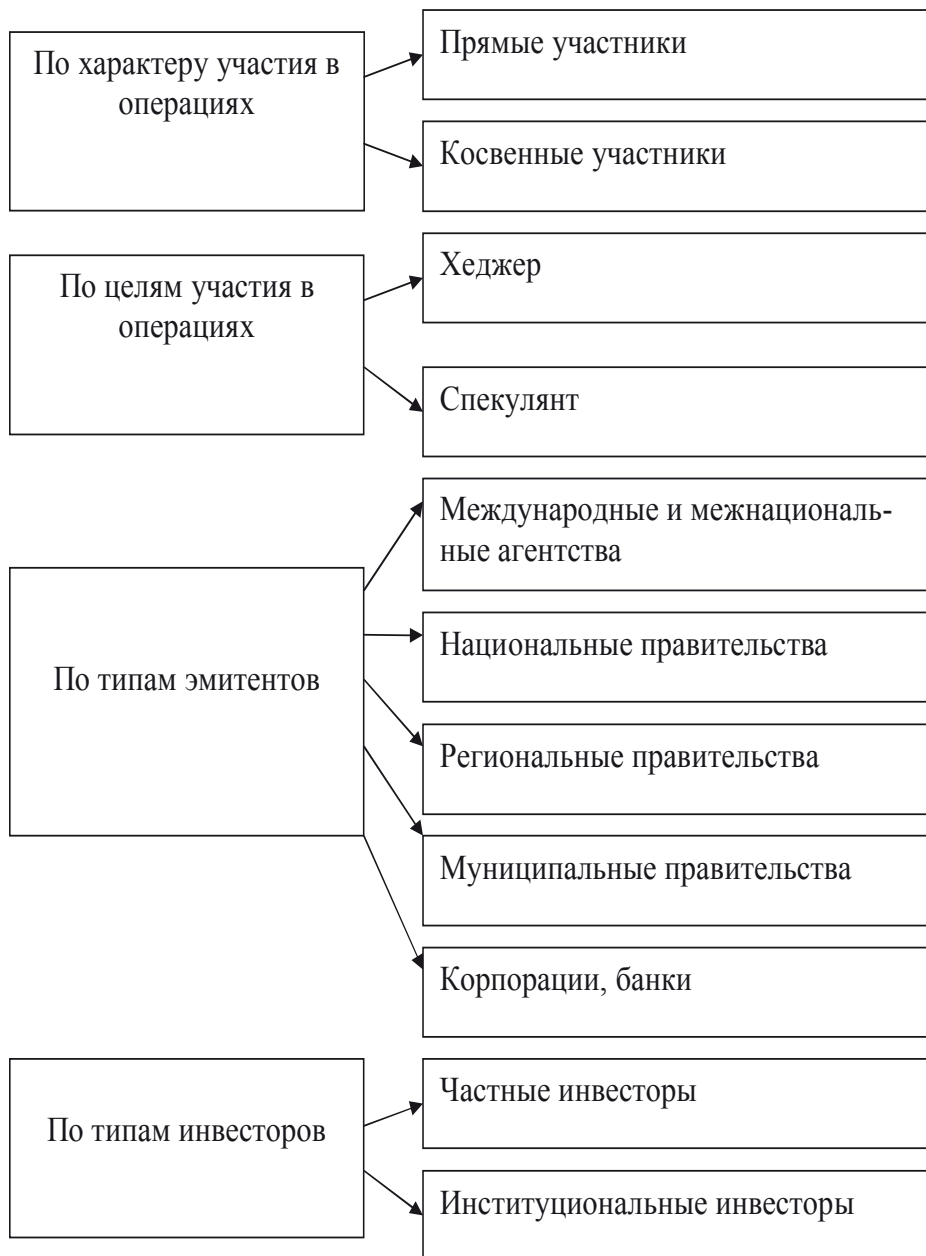 По характеру участия в
операциях
Прямые участники
Косвенные участники
По целям участия в
операциях
Хеджер
Спекулянт
По типам эмитентов
Международные и межнациональ-
ные агентства
Национальные правительства
Региональные правительства
Муниципальные правительства
Корпорации, банки
По типам инвесторов
Частные инвесторы
Институциональные инвесторы